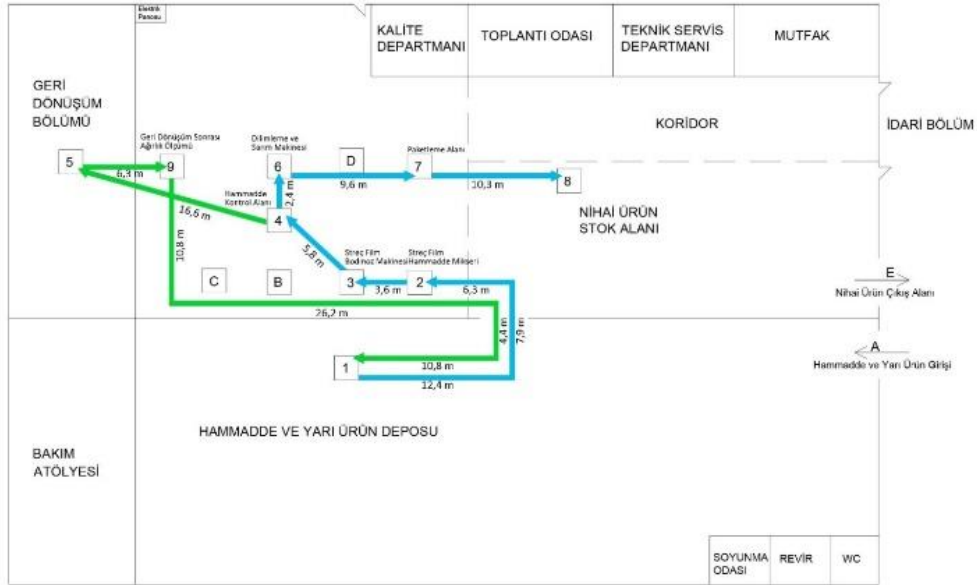 Elektrik
Panosu
KALİTE
DEPARTMANI
TOPLANTI ODASI
TEKNİK SERVİS
DEPARTMANI
MUTFAK
GERİ
DÖNÜŞÜM
BÖLÜMÜ
KORİDOR
İDARİ BÖLÜM
Geri Dönüşüm Sonrası
Ağırlık Ölçümü
Dilimleme ve
Sarım Makinesi
Paketleme Alanı
5
9
6
D
7
8
6,3 m
9,6 m
10,3 m
2,4 m
Hammadde
Kontrol Alanı
4
16,6 m
NİHAİ ÜRÜN
STOK ALANI
10,8 m
5,8 m
Streç Film
Bobinoz Makinesi
Streç Film
Hammadde Mikseri
C
B
3
2
3,6 m
6,3 m
E
Nihai Ürün Çıkış Alanı
26,2 m
4,4 m
7,9 m
A
Hammadde ve Yarı Ürün Girişi
1
10,8 m
12,4 m
HAMMADDE VE YARI ÜRÜN DEPOSU
BAKIM
ATÖLYESİ
SOYUNMA
ODASI
REVİR
WC